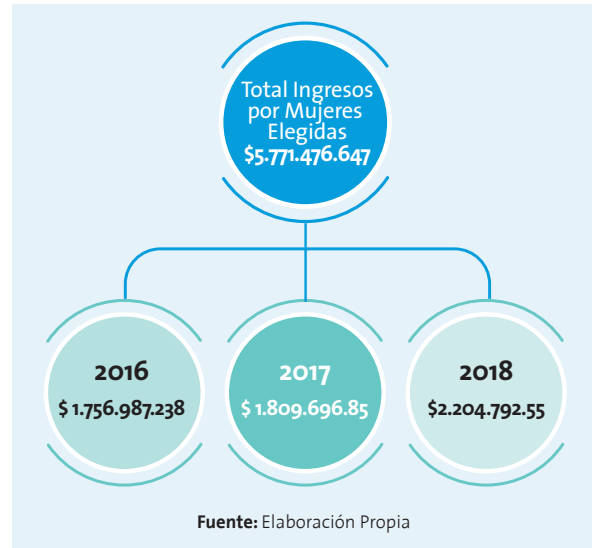 Total Ingresos
por Mujeres
Elegidas
$5.771.476.647
2016
$ 1.756.987.238
2017
$ 1.809.696.85
2018
$2.204.792.55
Fuente: Elaboración Propia